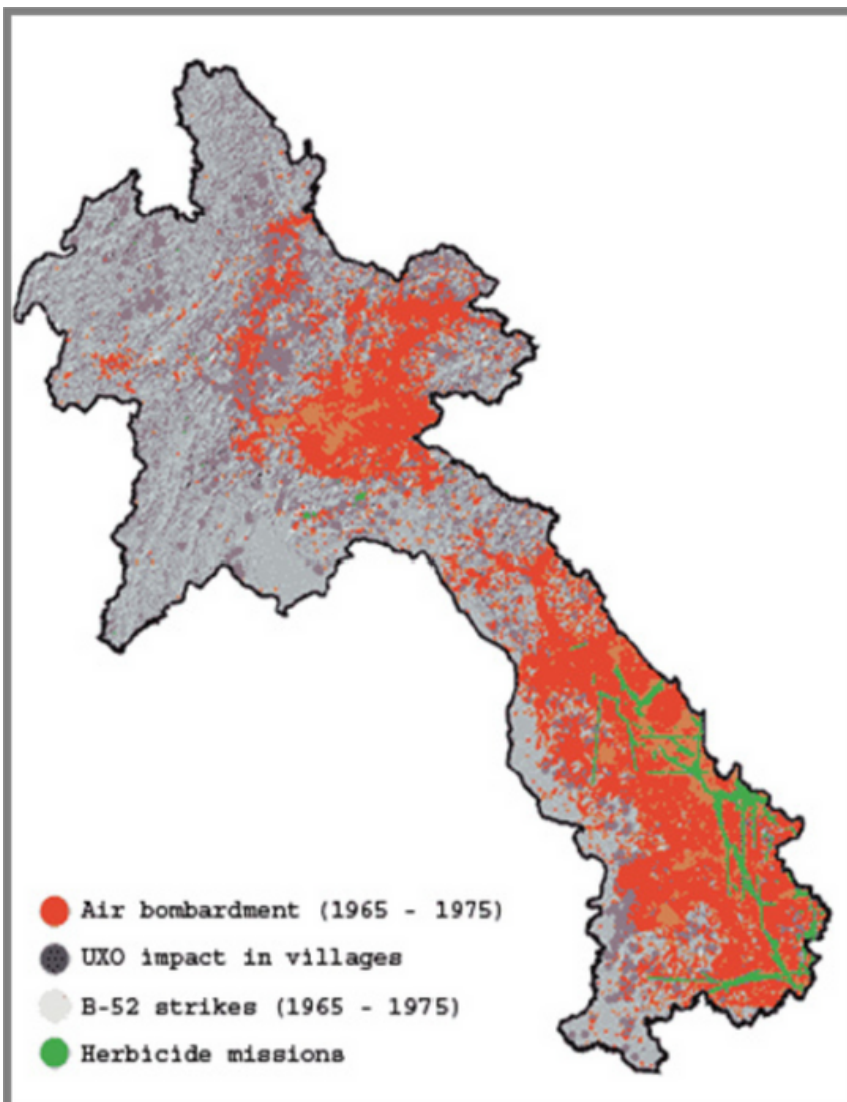 Air bombardment (1965 - 1975)
UXO impact in villages
B-52 strikes (1965 - 1975)
Herbicide missions